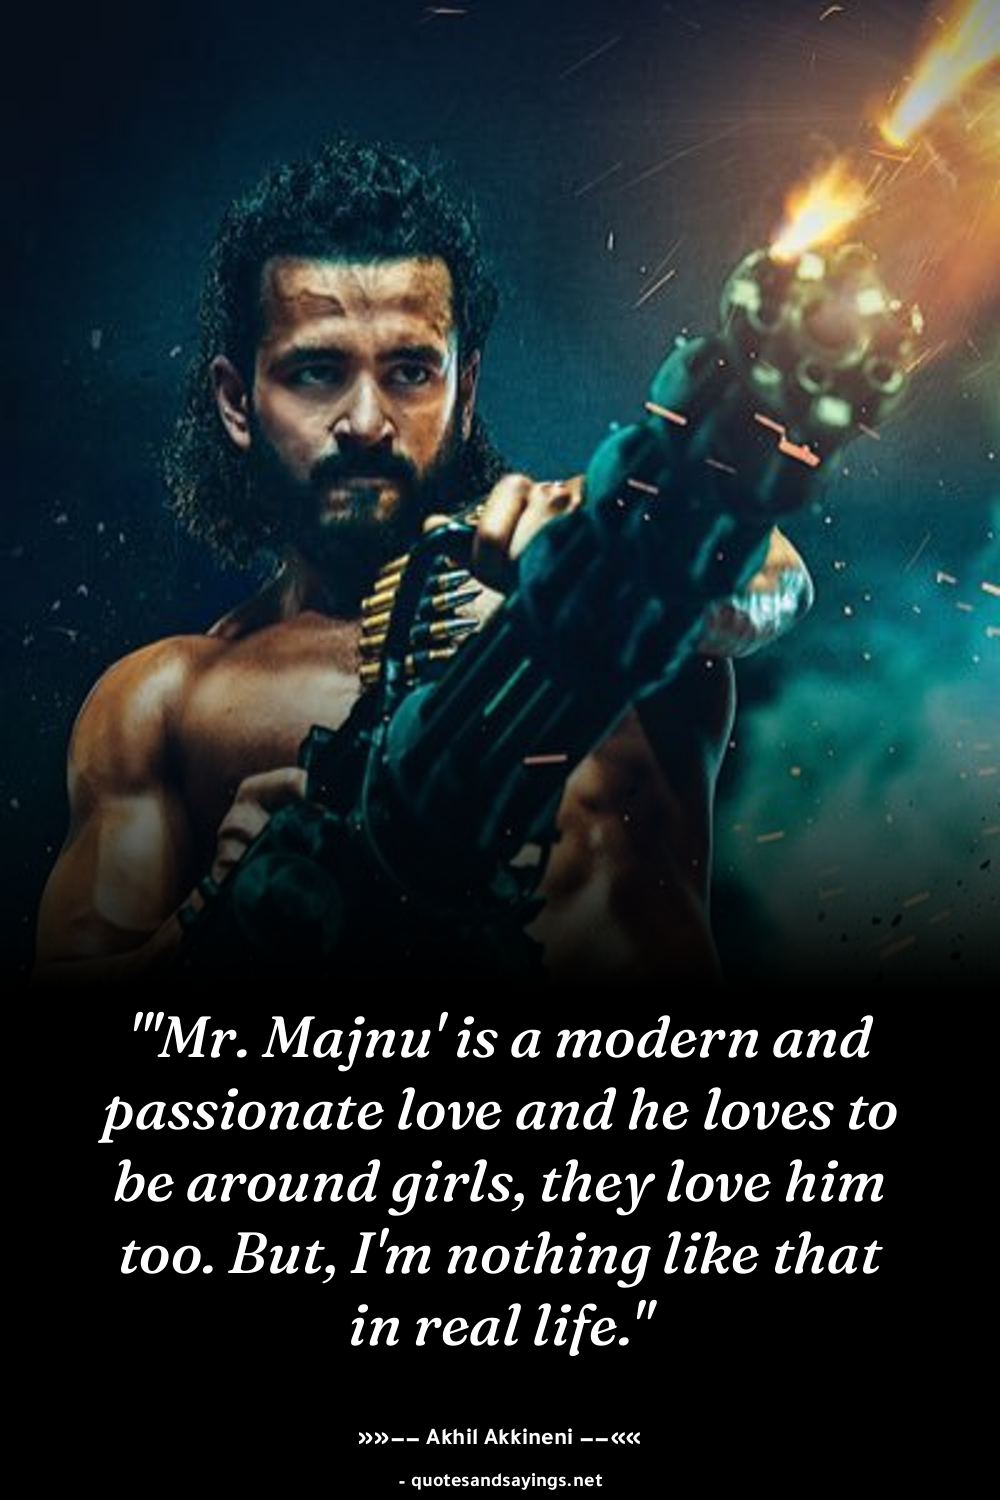 "'Mr. Majnu' is a modern and
passionate love and he loves to
be around girls, they love him
too. But, I'm nothing like that
in real life."
»»−− Akhil Akkineni −−««
- quotesandsayings.net